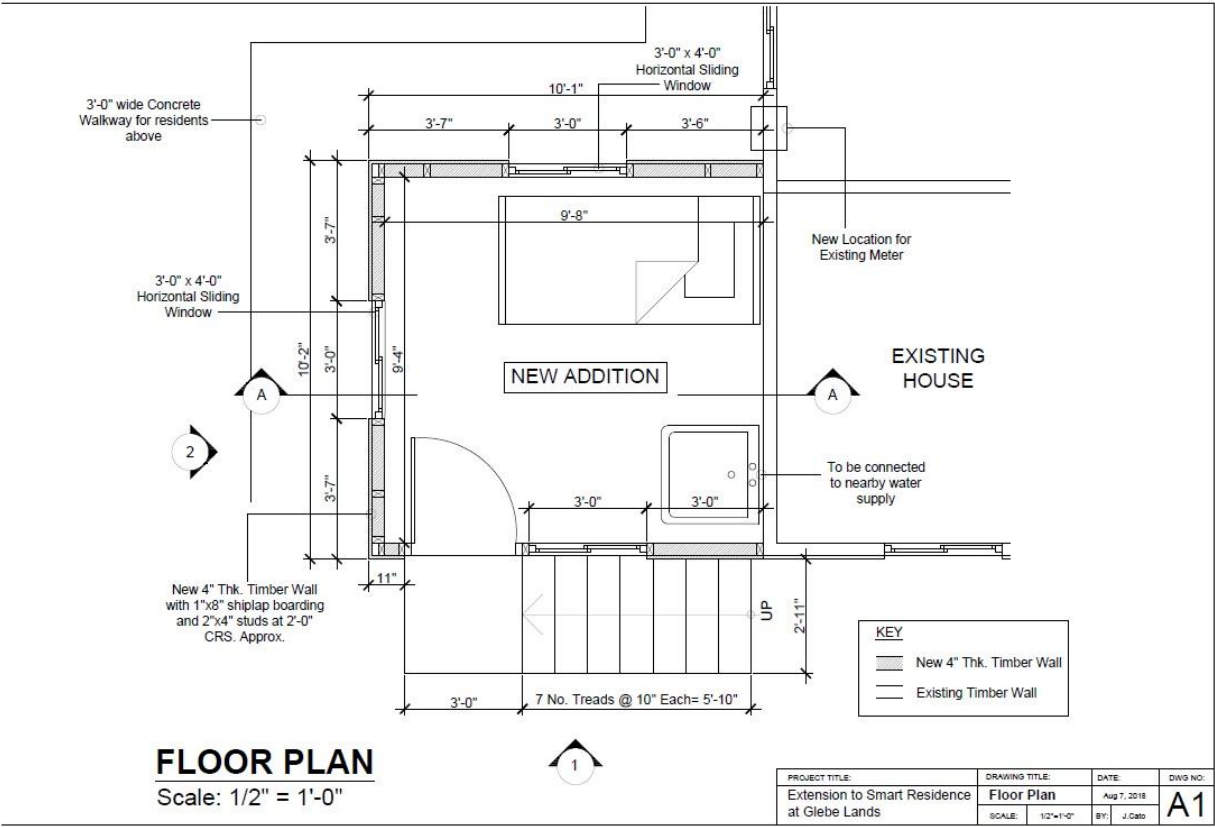 3'-0" x 4'-0"
Horizontal Sliding
Window
10'-1"
3'-0" wide Concrete
Walkway for residents
above
3'-7"
3'-0"
3'-6"
9'-8"
3'-7"
New Location for
Existing Meter
3'-0" x 4'-0"
Horizontal Sliding
Window
10'-2"
3'-0"
9'-4"
EXISTING
HOUSE
NEW ADDITION
A
A
2
To be connected
to nearby water
supply
3'-7"
3'-0"
3'-0"
11"
New 4" Thk. Timber Wall
with 1"x8" shiplap boarding
and 2"x4" studs at 2'-0"
CRS. Approx.
UP
2'-11"
KEY
New 4" Thk. Timber Wall
Existing Timber Wall
3'-0"
7 No. Treads @ 10" Each= 5'-10"
1
FLOOR PLAN
Scale: 1/2" = 1'-0"
PROJECT TITLE:
Extension to Smart Residence
at Glebe Lands
DRAWING TITLE:
Floor Plan
SCALE: 1/2"=1'-0"
DATE:
Aug 7, 2018
BY: J.Cato
DWG NO:
A1